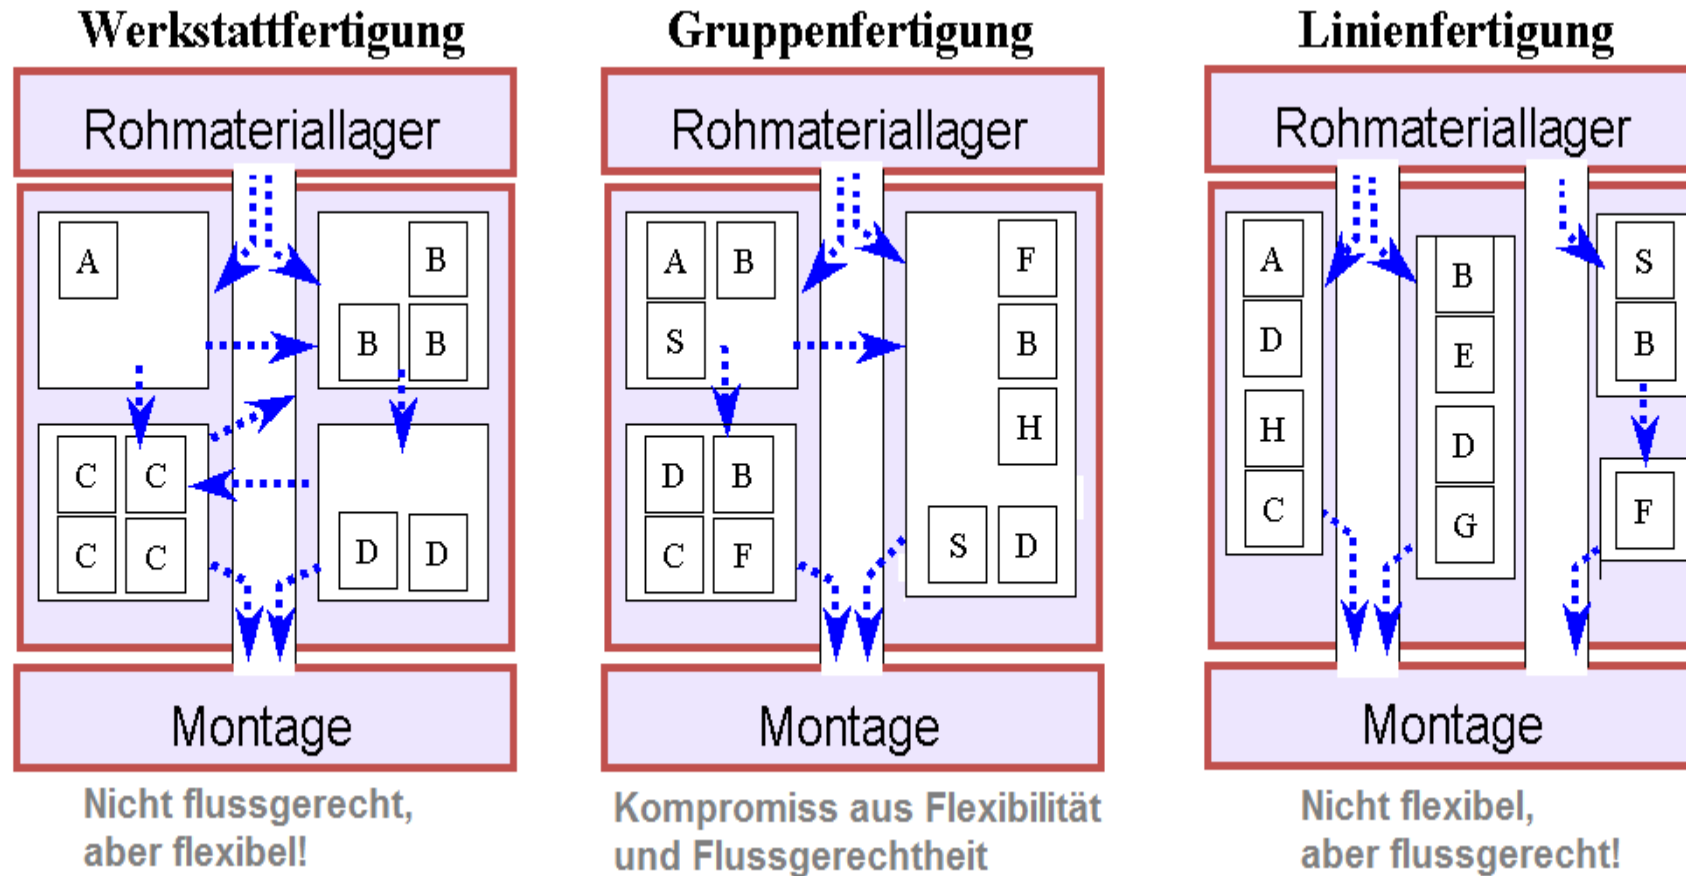 Werkstattfertigung
Rohmateriallager
A
B
B B
C C
C C
D D
Montage
Nicht flussgerecht,
aber flexibel!
Gruppenfertigung
Rohmateriallager
A B
S
F
B
H
D B
C F
S D
Montage
Kompromiss aus Flexibilität
und Flussgerechtheit
Linienfertigung
Rohmateriallager
A
D
H
C
B
E
D
G
S
B
F
Montage
Nicht flexibel,
aber flussgerecht!